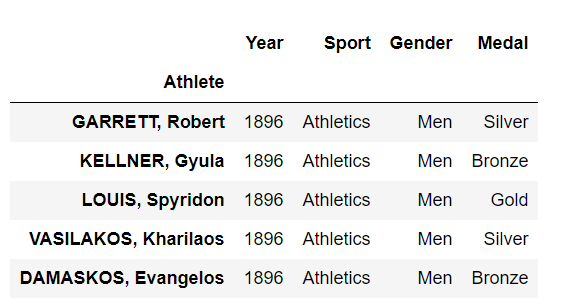 Year Sport Gender Medal
Athlete
GARRETT, Robert 1896 Athletics Men Silver
KELLNER, Gyula 1896 Athletics Men Bronze
LOUIS, Spyridon 1896 Athletics Men Gold
VASILAKOS, Kharilaos 1896 Athletics Men Silver
DAMASKOS, Evangelos 1896 Athletics Men Bronze